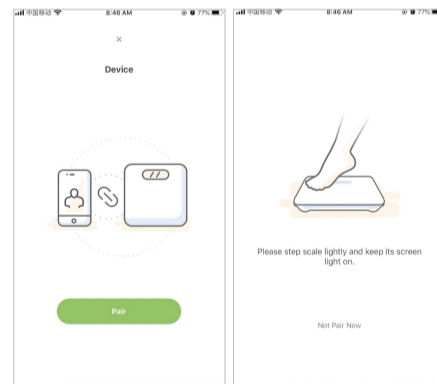 中国移动 8:46 AM 77%
×
Device
Pair
中国移动 8:46 AM 77%
Please step scale lightly and keep its screen
light on.
Not Pair Now